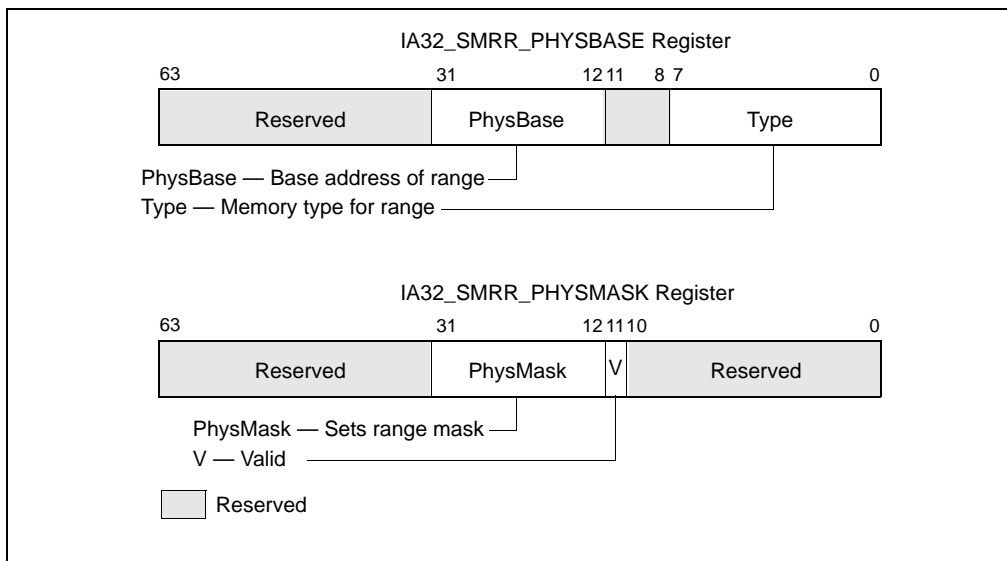 IA32_SMRR_PHYSBASE Register
63 31 12 11 8 7 0
Reserved PhysBase Type
PhysBase — Base address of range
Type — Memory type for range
IA32_SMRR_PHYSMASK Register
63 31 12 11 10 0
Reserved PhysMask V Reserved
PhysMask — Sets range mask
V — Valid
Reserved